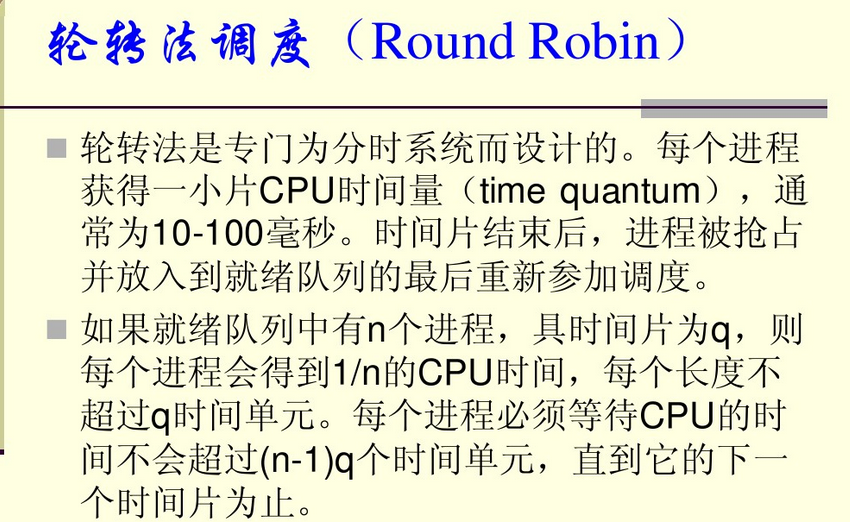 轮转法调度（Round Robin）
轮转法是专门为分时系统而设计的。每个进程
获得一小片CPU时间量（time quantum），通
常为10-100毫秒。时间片结束后，进程被抢占
并放入到就绪队列的最后重新参加调度。
如果就绪队列中有n个进程，具时间片为q，则
每个进程会得到1/n的CPU时间，每个长度不
超过q时间单元。每个进程必须等待CPU的时
间不会超过(n-1)q个时间单元，直到它的下一
个时间片为止。